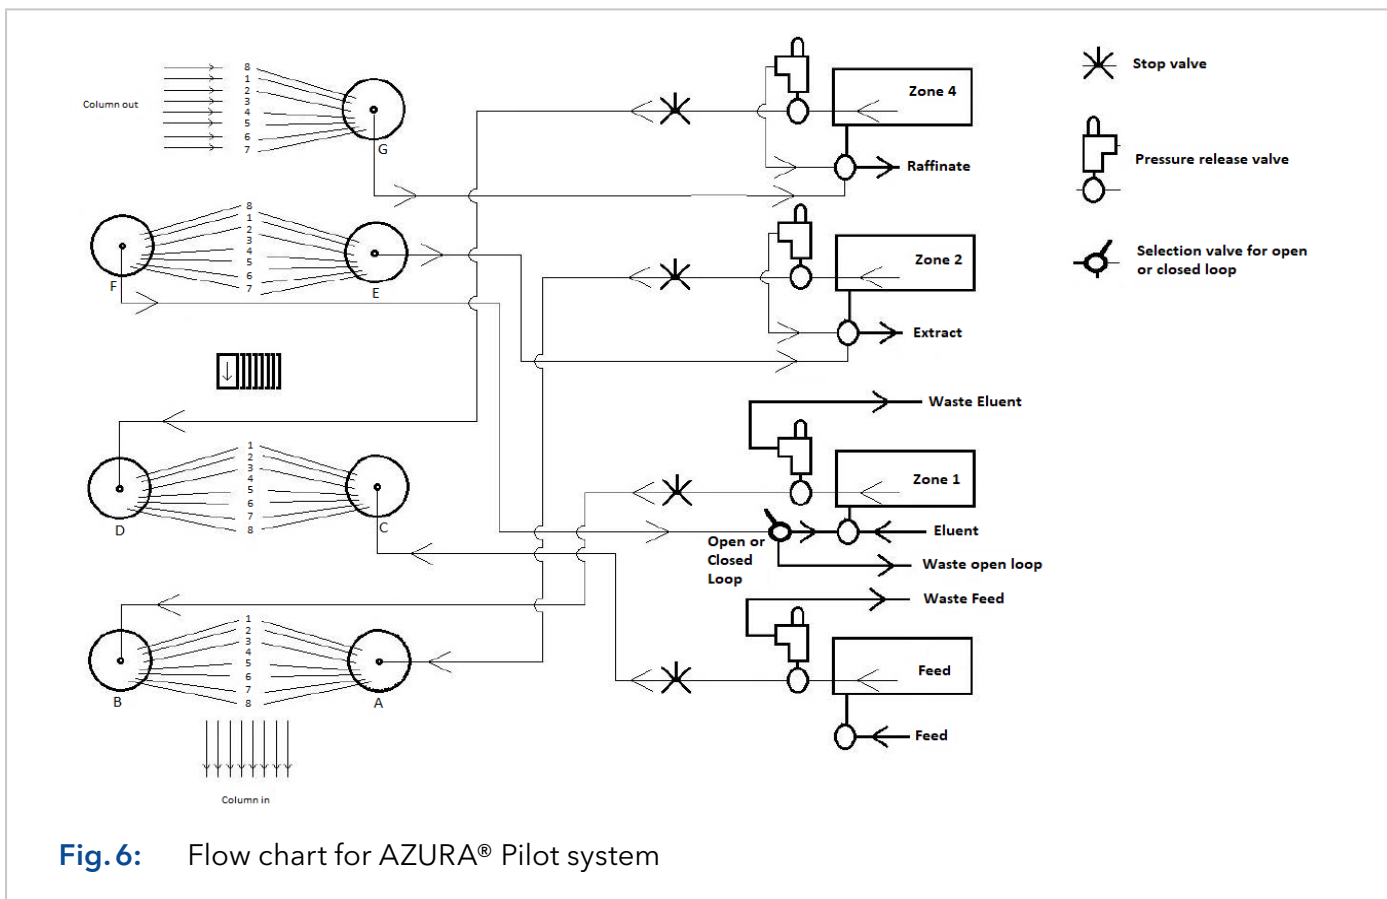 Column out
8
1
2
3
4
5
6
7
G
Zone 4
Raffinate
Stop valve
Pressure release valve
Selection valve for open
or closed loop
8
1
2
3
4
5
6
7
F
E
Zone 2
Extract
Waste Eluent
1
2
3
4
5
6
7
8
D
C
Zone 1
Eluent
Open or
Closed
Loop
Waste open loop
Waste Feed
1
2
3
4
5
6
7
8
B
A
Feed
Feed
Column in
Fig. 6: Flow chart for AZURA® Pilot system